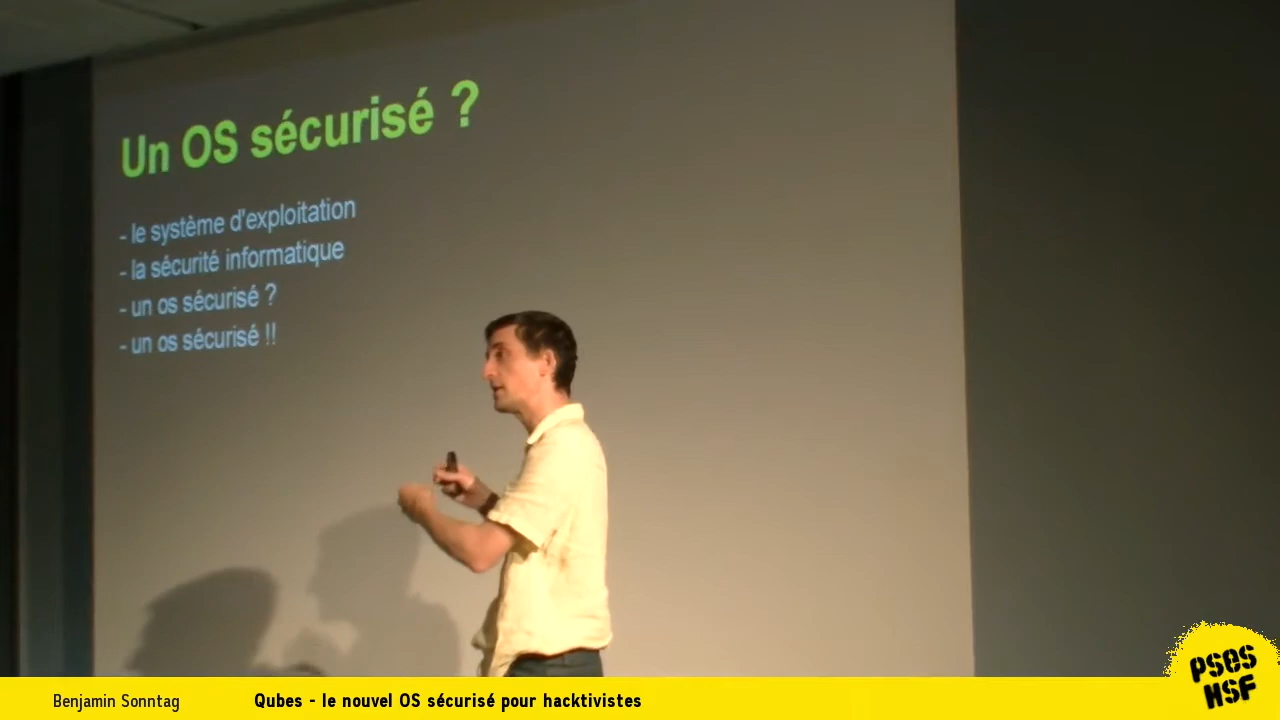 Un OS sécurisé ?
- le système d'exploitation
- la sécurité informatique
- un os sécurisé ?
- un os sécurisé !!
PSES
HSF
Benjamin Sonntag
Qubes - le nouvel OS sécurisé pour hacktivistes